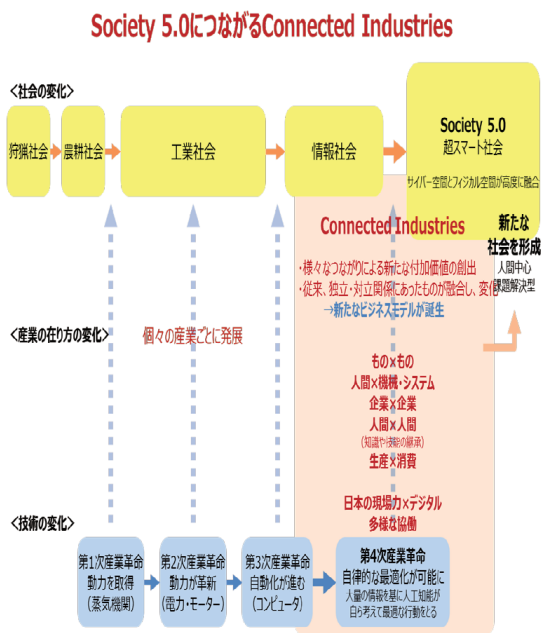 Society 5.0につながるConnected Industries
<社会の変化>
狩猟社会
農耕社会
工業社会
情報社会
Society 5.0
超スマート社会
サイバー空間とフィジカル空間が高度に融合
Connected Industries
・様々なつながりによる新たな付加価値の創出
・従来、独立・対立関係にあったものが融合し、変化
→新たなビジネスモデルが誕生
新たな
社会を形成
人間中心
課題解決型
<産業の在り方の変化>
個々の産業ごとに発展
もの×もの
人間×機械・システム
企業×企業
人間×人間
(知識や技能の継承)
生産×消費
日本の現場力×デジタル
多様な協働
<技術の変化>
第1次産業革命
動力を取得
(蒸気機関)
第2次産業革命
動力が革新
(電力・モーター)
第3次産業革命
自動化が進む
(コンピュータ)
第4次産業革命
自律的な最適化が可能に
大量の情報を基に人工知能が
自ら考えて最適な行動をとる